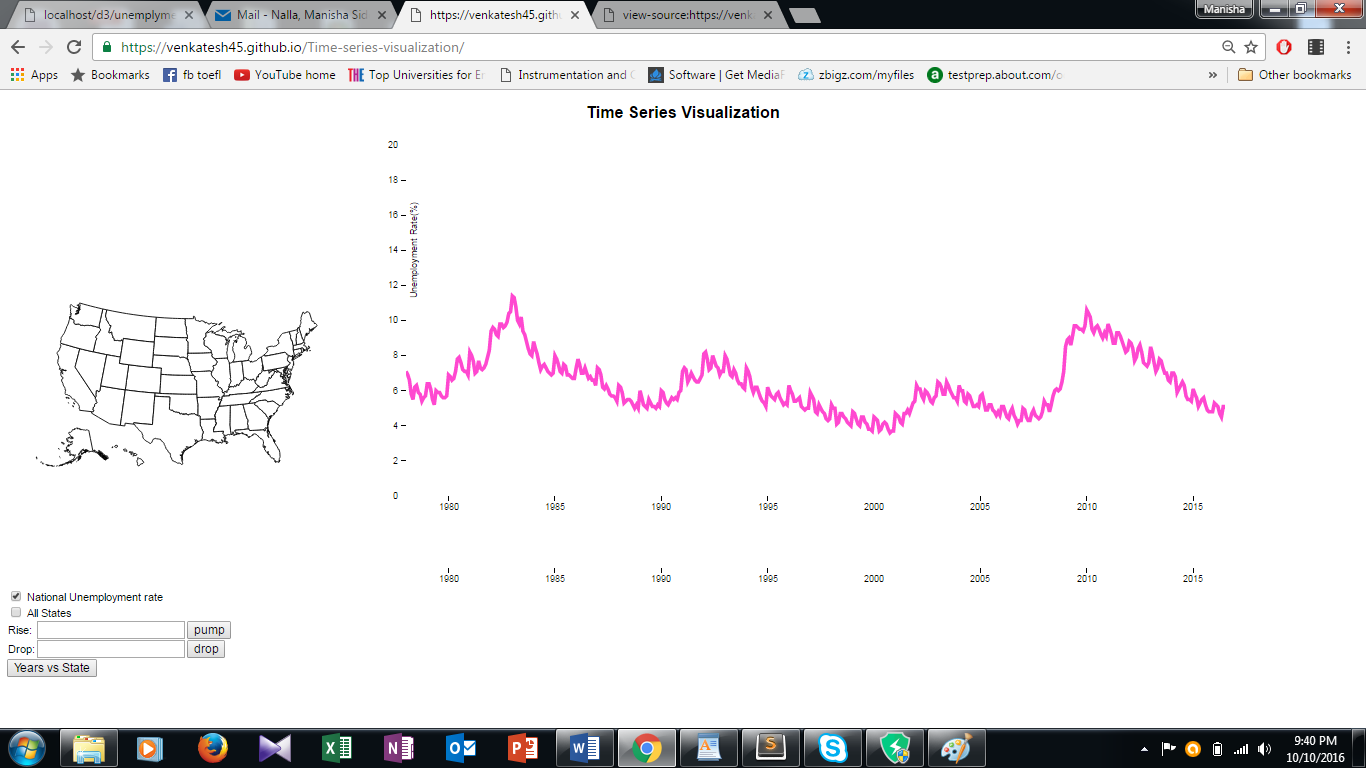 localhost/d3/unemplyme
Mail - Nalla, Manisha Sid
https://venkatesh45.gith
view-source:https://venk
Manisha
https://venkatesh45.github.io/Time-series-visualization/
Apps
Bookmarks
fb toefl
YouTube home
THE Top Universities for E
Instrumentation and C
Software | Get MediaF
zbigz.com/myfiles
a testprep.about.com/o
»
Other bookmarks
Time Series Visualization
20
18
16
14
12
10
8
6
4
2
0
Unemployment Rate(%)
1980 1985 1990 1995 2000 2005 2010 2015
1980 1985 1990 1995 2000 2005 2010 2015
National Unemployment rate
All States
Rise: pump
Drop: drop
Years vs State
9:40 PM
10/10/2016